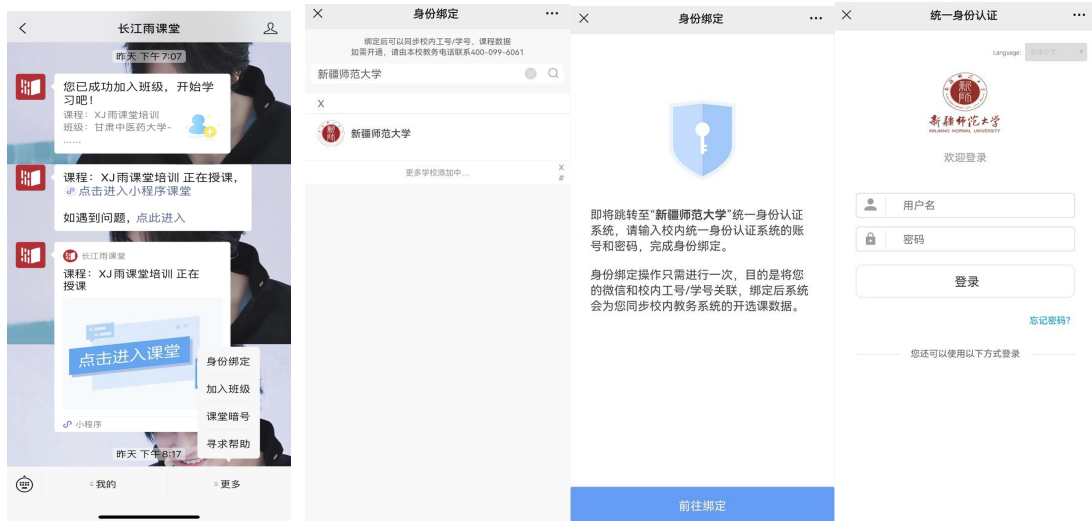 长江雨课堂
昨天 下午7:07
您已成功加入班级，开始学
习吧！
课程：XJ雨课堂培训
班级：甘肃中医药大学-
……
课程：XJ雨课堂培训 正在授课，
点击进入小程序课堂
如遇到问题，点此进入
长江雨课堂
课程：XJ雨课堂培训 正在
授课
点击进入课堂
小程序
身份绑定
加入班级
课堂暗号
寻求帮助
昨天 下午8:17
我的
更多
身份绑定
绑定后可以同步校内工号/学号，课程数据
如需开通，请由本校教务电话联系400-099-6061
新疆师范大学
X
新疆师范大学
更多学校添加中...
X
#
身份绑定
即将跳转至“新疆师范大学”统一身份认证
系统，请输入校内统一身份认证系统的账
号和密码，完成身份绑定。
身份绑定操作只需进行一次，目的是将您
的微信和校内工号/学号关联，绑定后系统
会为您同步校内教务系统的开选课数据。
前往绑定
统一身份认证
Language:
新疆师范大学
XINJIANG NORMAL UNIVERSITY
欢迎登录
用户名
密码
登录
忘记密码?
您还可以使用以下方式登录